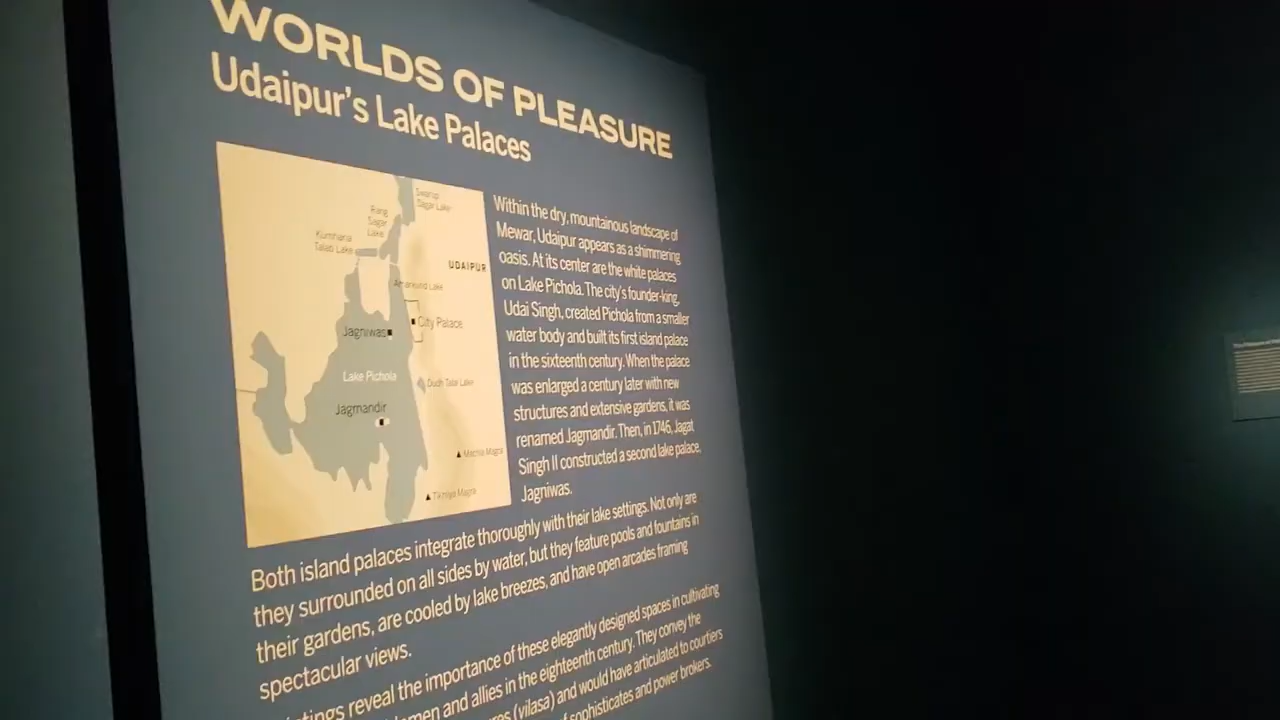 WORLDS OF PLEASURE
Udaipur's Lake Palaces
Swarup
Sagar Lake
Rang
Sagar
Lake
Kumharia
Talab Lake
UDAIPUR
Amarkund Lake
City Palace
Jagniwas
Lake Pichola
Dudh Talai Lake
Jagmandir
Machla Magra
Within the dry, mountainous landscape of
Mewar, Udaipur appears as a shimmering
oasis. At its center are the white palaces
on Lake Pichola. The city's founder-king,
Udai Singh, created Pichola from a smaller
water body and built its first island palace
in the sixteenth century. When the palace
was enlarged a century later with new
structures and extensive gardens, it was
renamed Jagmandir. Then, in 1746, Jagat
Singh II constructed a second lake palace,
Jagniwas.
Both island palaces integrate thoroughly with their lake settings. Not only are
they surrounded on all sides by water, but they feature pools and fountains in
their gardens, are cooled by lake breezes, and have open arcades framing
spectacular views.
reveal the importance of these elegantly designed spaces in cultivating
and allies in the eighteenth century. They convey the
(vilasa) and would have articulated to courtiers
of sophisticates and power brokers.